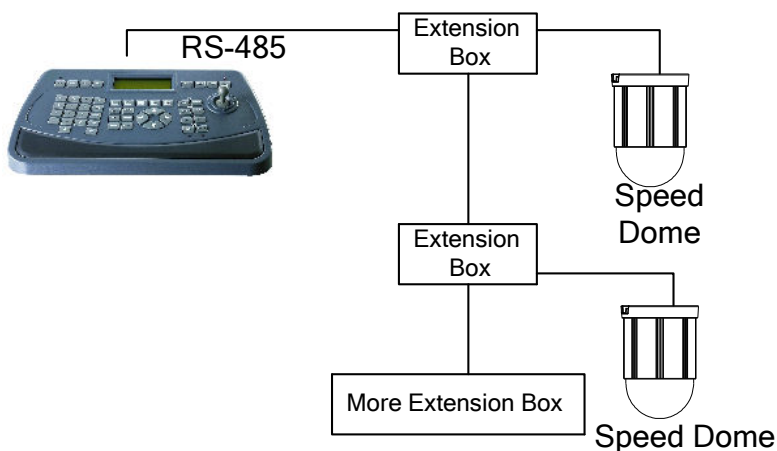 RS-485
Extension
Box
Speed
Dome
Extension
Box
More Extension Box
Speed Dome